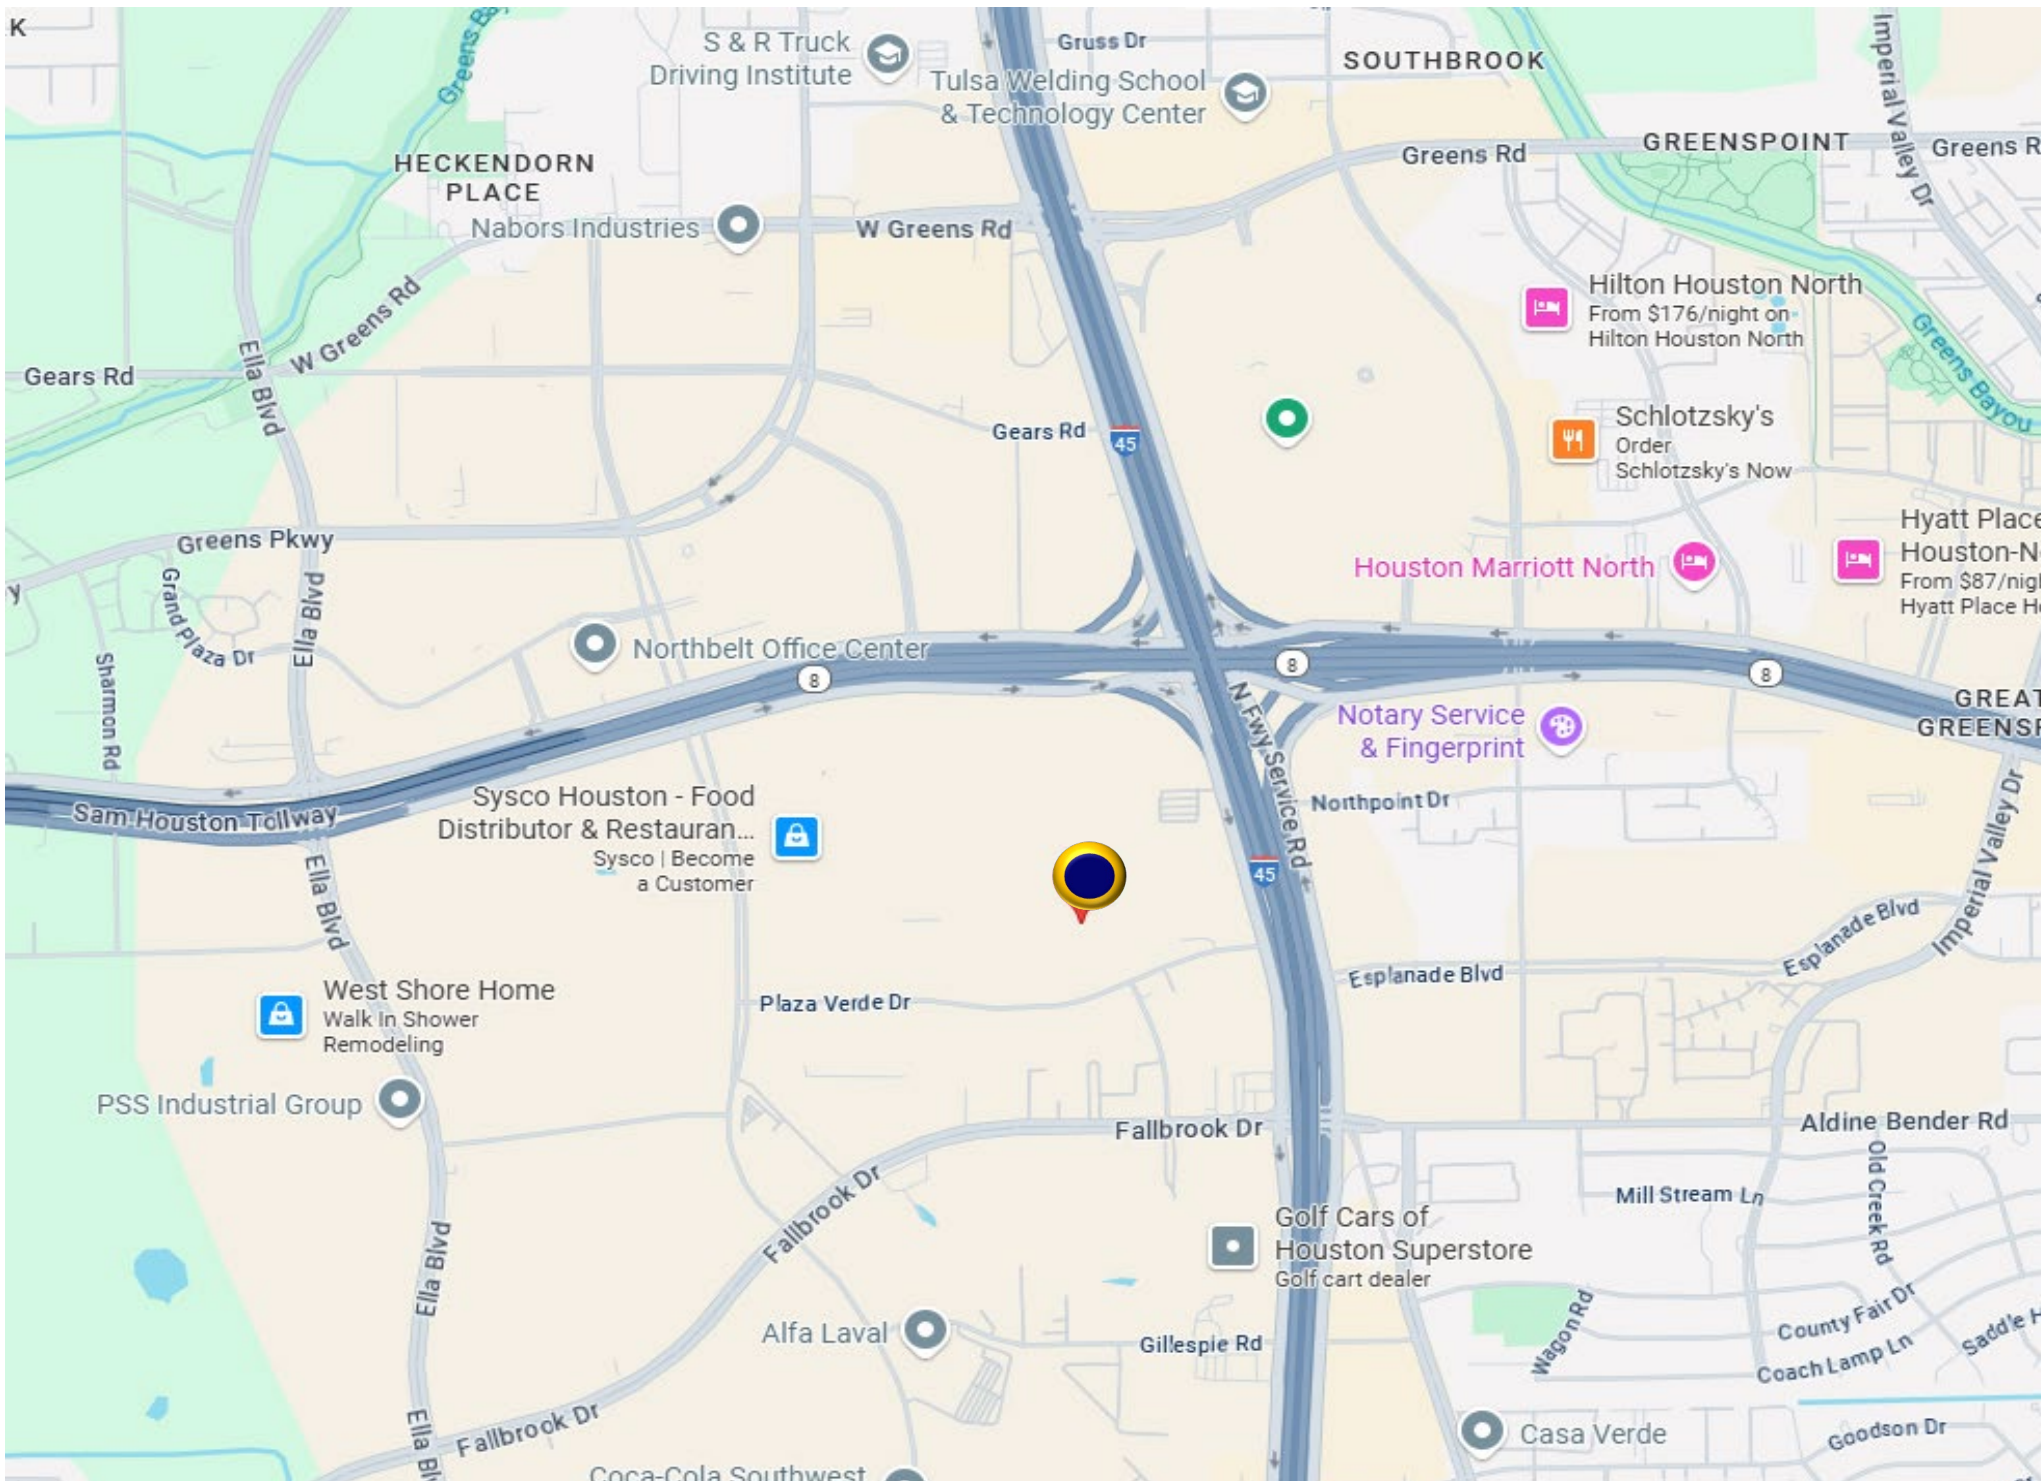 K
S & R Truck
Driving Institute
Gruss Dr
Tulsa Welding School
& Technology Center
SOUTHBROOK
Imperial Valley Dr
Greens Ba
HECKENDORN
PLACE
Greens Rd
GREENSPOINT
Greens R
Nabors Industries
W Greens Rd
Hilton Houston North
From $176/night on
Hilton Houston North
Greens Bayou
Gears Rd
Ella Blvd
W Greens Rd
Gears Rd
45
Schlotzsky's
Order
Schlotzsky's Now
Greens Pkwy
y
Grand Plaza Dr
Ella Blvd
Sharmon Rd
Houston Marriott North
Hyatt Place
Houston-N
From $87/nig
Hyatt Place H
Northbelt Office Center
8
8
8
N Fwy Service Rd
Notary Service
& Fingerprint
GREAT
GREENSP
Sam Houston Tollway
Sysco Houston - Food
Distributor & Restauran...
Sysco | Become
a Customer
Northpoint Dr
Imperial Valley Dr
45
Ella Blvd
Esplanade Blvd
Esplanade Blvd
West Shore Home
Walk In Shower
Remodeling
Plaza Verde Dr
PSS Industrial Group
Fallbrook Dr
Aldine Bender Rd
Old Creek Rd
Mill Stream Ln
Fallbrook Dr
Ella Blvd
Golf Cars of
Houston Superstore
Golf cart dealer
Wagon Rd
County Fair Dr
Saddle H
Coach Lamp Ln
Alfa Laval
Gillespie Rd
Fallbrook Dr
Ella Bl
Casa Verde
Goodson Dr
Coca-Cola Southwest